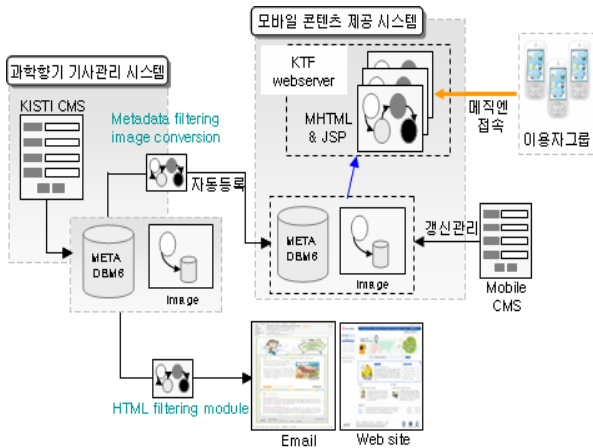 모바일 콘텐츠 제공 시스템
과학향기 기사관리 시스템
KISTI CMS
KTF
webserver
MHTML
& JSP
메직엔
접속
이용자그룹
Metadata filtering
image conversion
자동등록
META
DBMS
Image
META
DBMS
Image
갱신관리
Mobile
CMS
HTML filtering module
Email
Web site